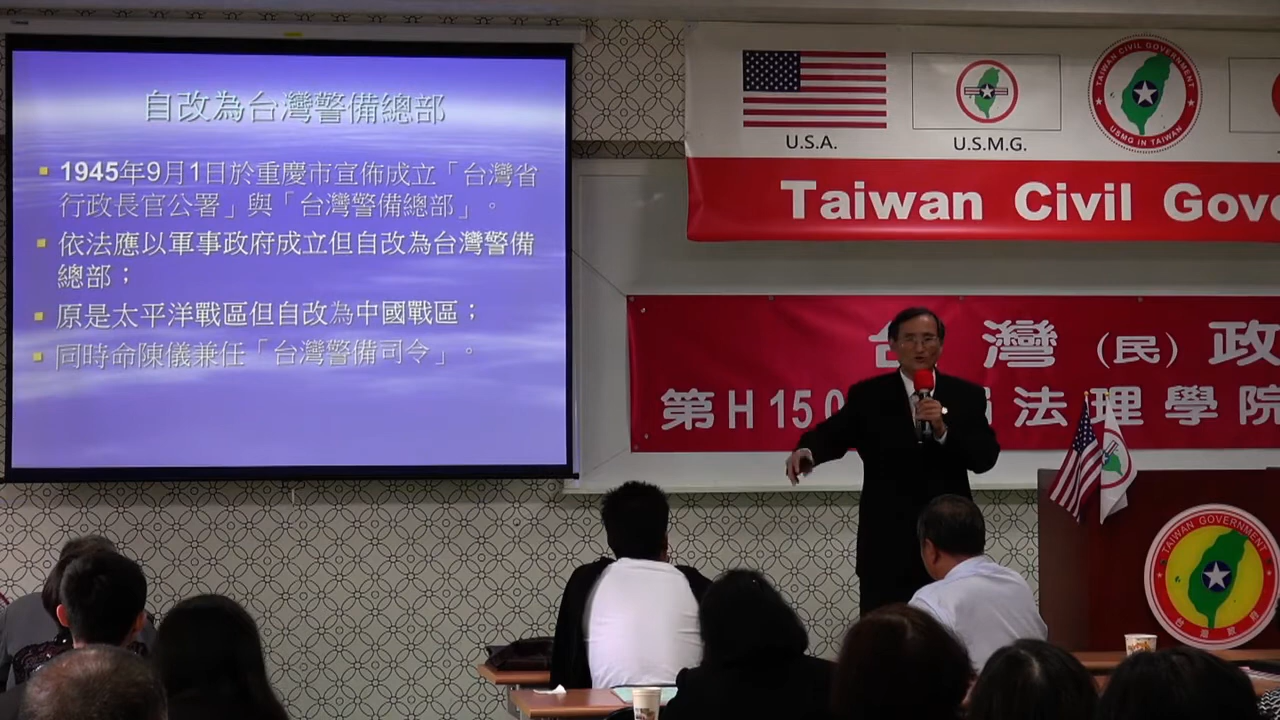 自改為台灣警備總部
1945年9月1日於重慶市宣佈成立「台灣省
行政長官公署」與「台灣警備總部」。
依法應以軍事政府成立但自改為台灣警備
總部；
原是太平洋戰區但自改為中國戰區；
同時命陳儀兼任「台灣警備司令」。
U.S.A.
U.S.M.G.
TAIWAN CIVIL GOVERNMENT
USMG IN TAIWAN
Taiwan Civil Gove
台灣(民)政
第H150 法理學院
TAIWAN GOVERNMENT
台灣政府